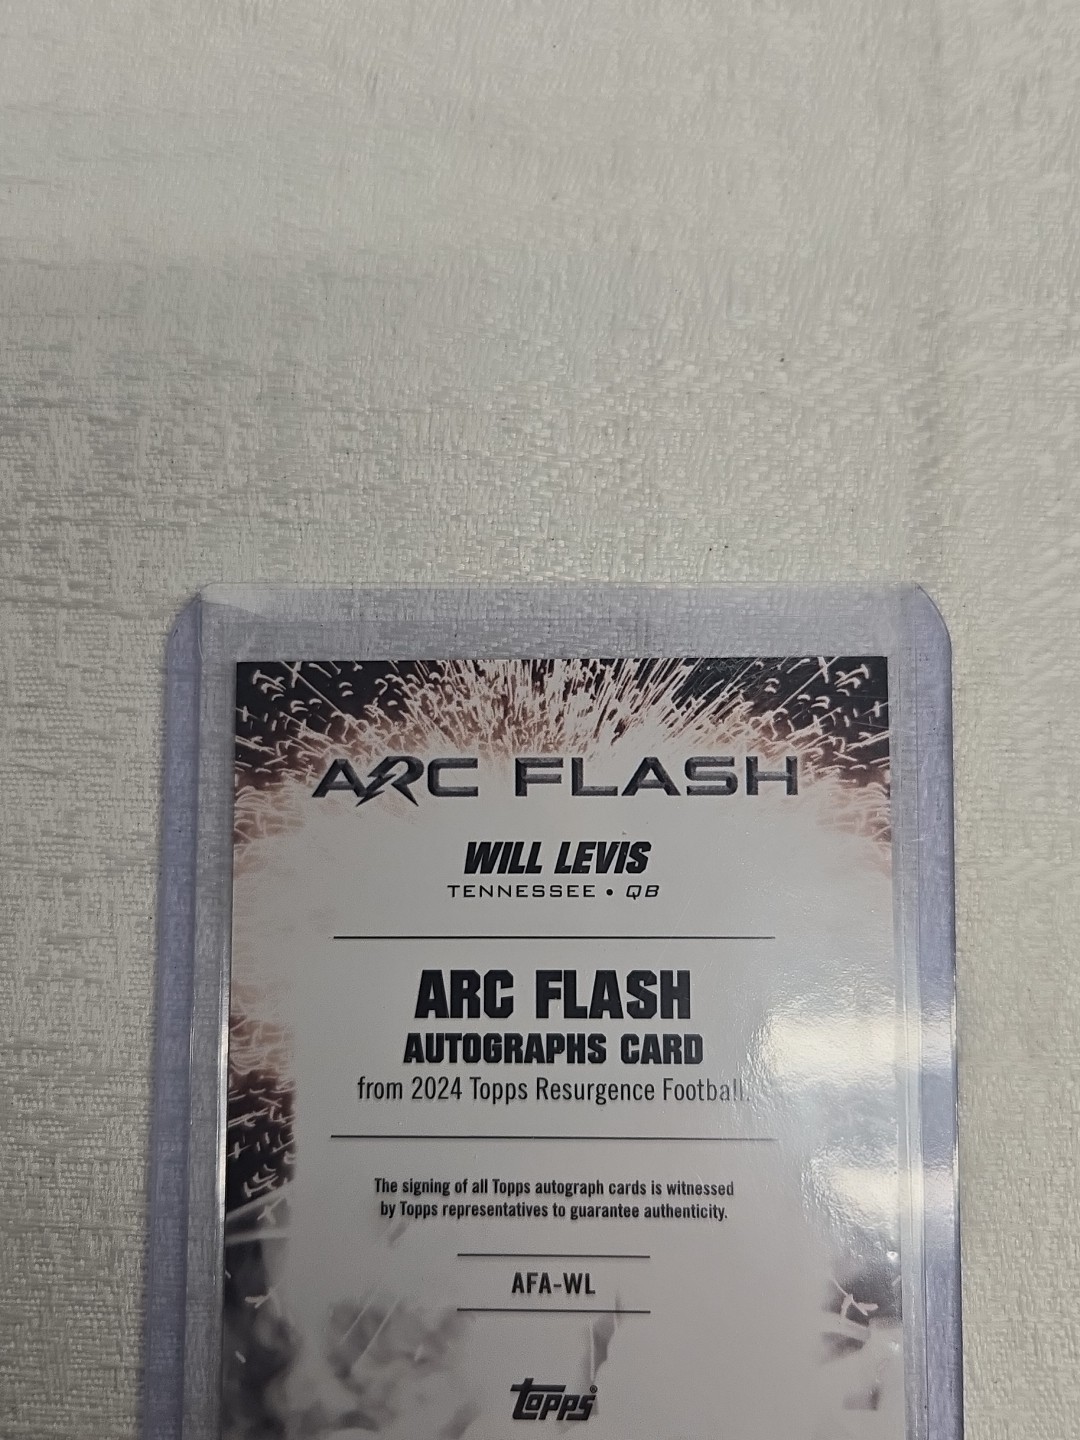 ARC FLASH
WILL LEVIS
TENNESSEE • QB
ARC FLASH
AUTOGRAPHS CARD
from 2024 Topps Resurgence Football.
The signing of all Topps autograph cards is witnessed
by Topps representatives to guarantee authenticity.
AFA-WL
topps®